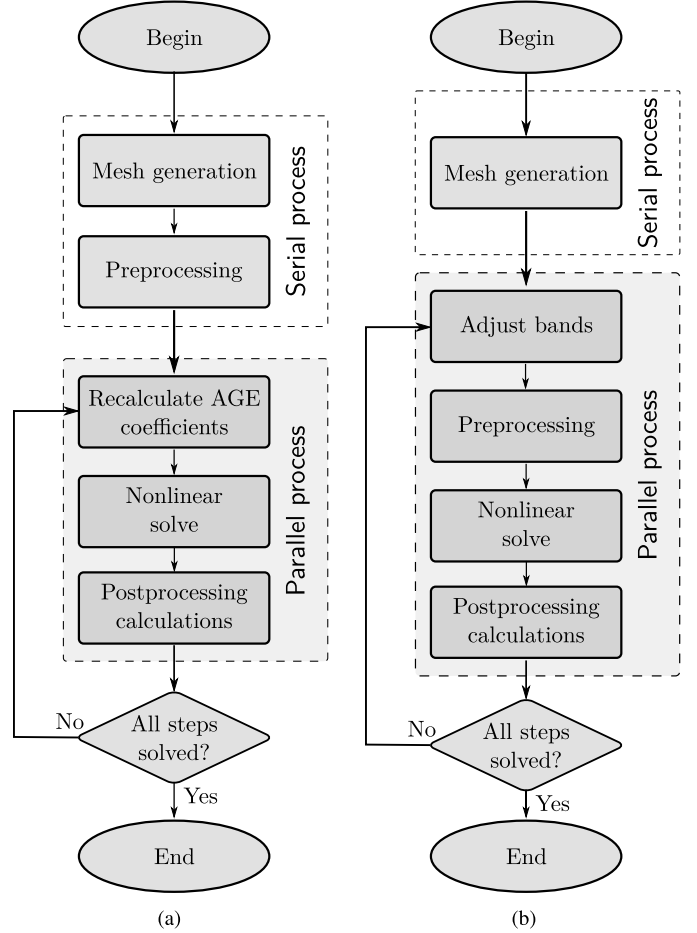 Begin
Mesh generation
Preprocessing
Serial process
Recalculate AGE
coefficients
Nonlinear
solve
Postprocessing
calculations
Parallel process
All steps
solved?
No
Yes
End
(a)
Begin
Mesh generation
Serial process
Adjust bands
Preprocessing
Nonlinear
solve
Postprocessing
calculations
Parallel process
All steps
solved?
No
Yes
End
(b)